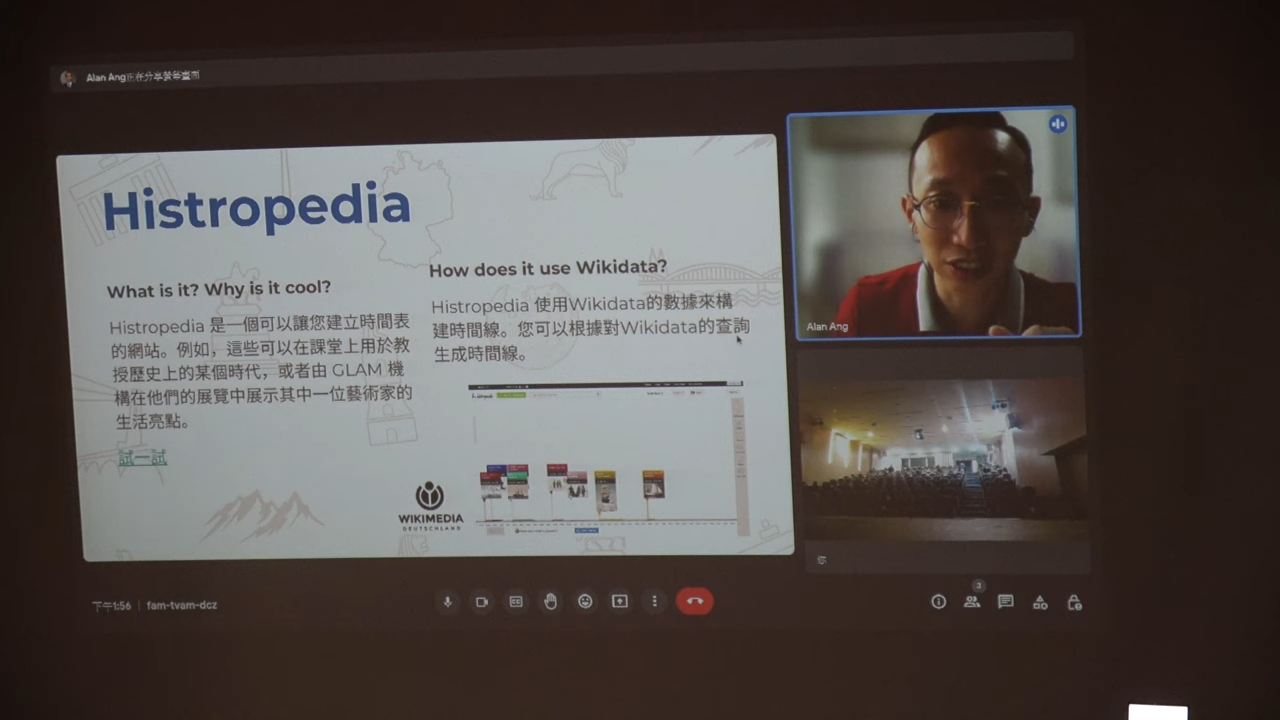 Alan Ang正在分享螢幕畫面
Histropedia
What is it? Why is it cool?
Histropedia 是一個可以讓您建立時間表
的網站。例如，這些可以在課堂上用於教
授歷史上的某個時代，或者由 GLAM 機
構在他們的展覽中展示其中一位藝術家的
生活亮點。
試一試
How does it use Wikidata?
Histropedia 使用Wikidata的數據來構
建時間線。您可以根據對Wikidata的查詢
生成時間線。
WIKIMEDIA
DEUTSCHLAND
Alan Ang
下午1:56 | fam-tvam-dcz
3